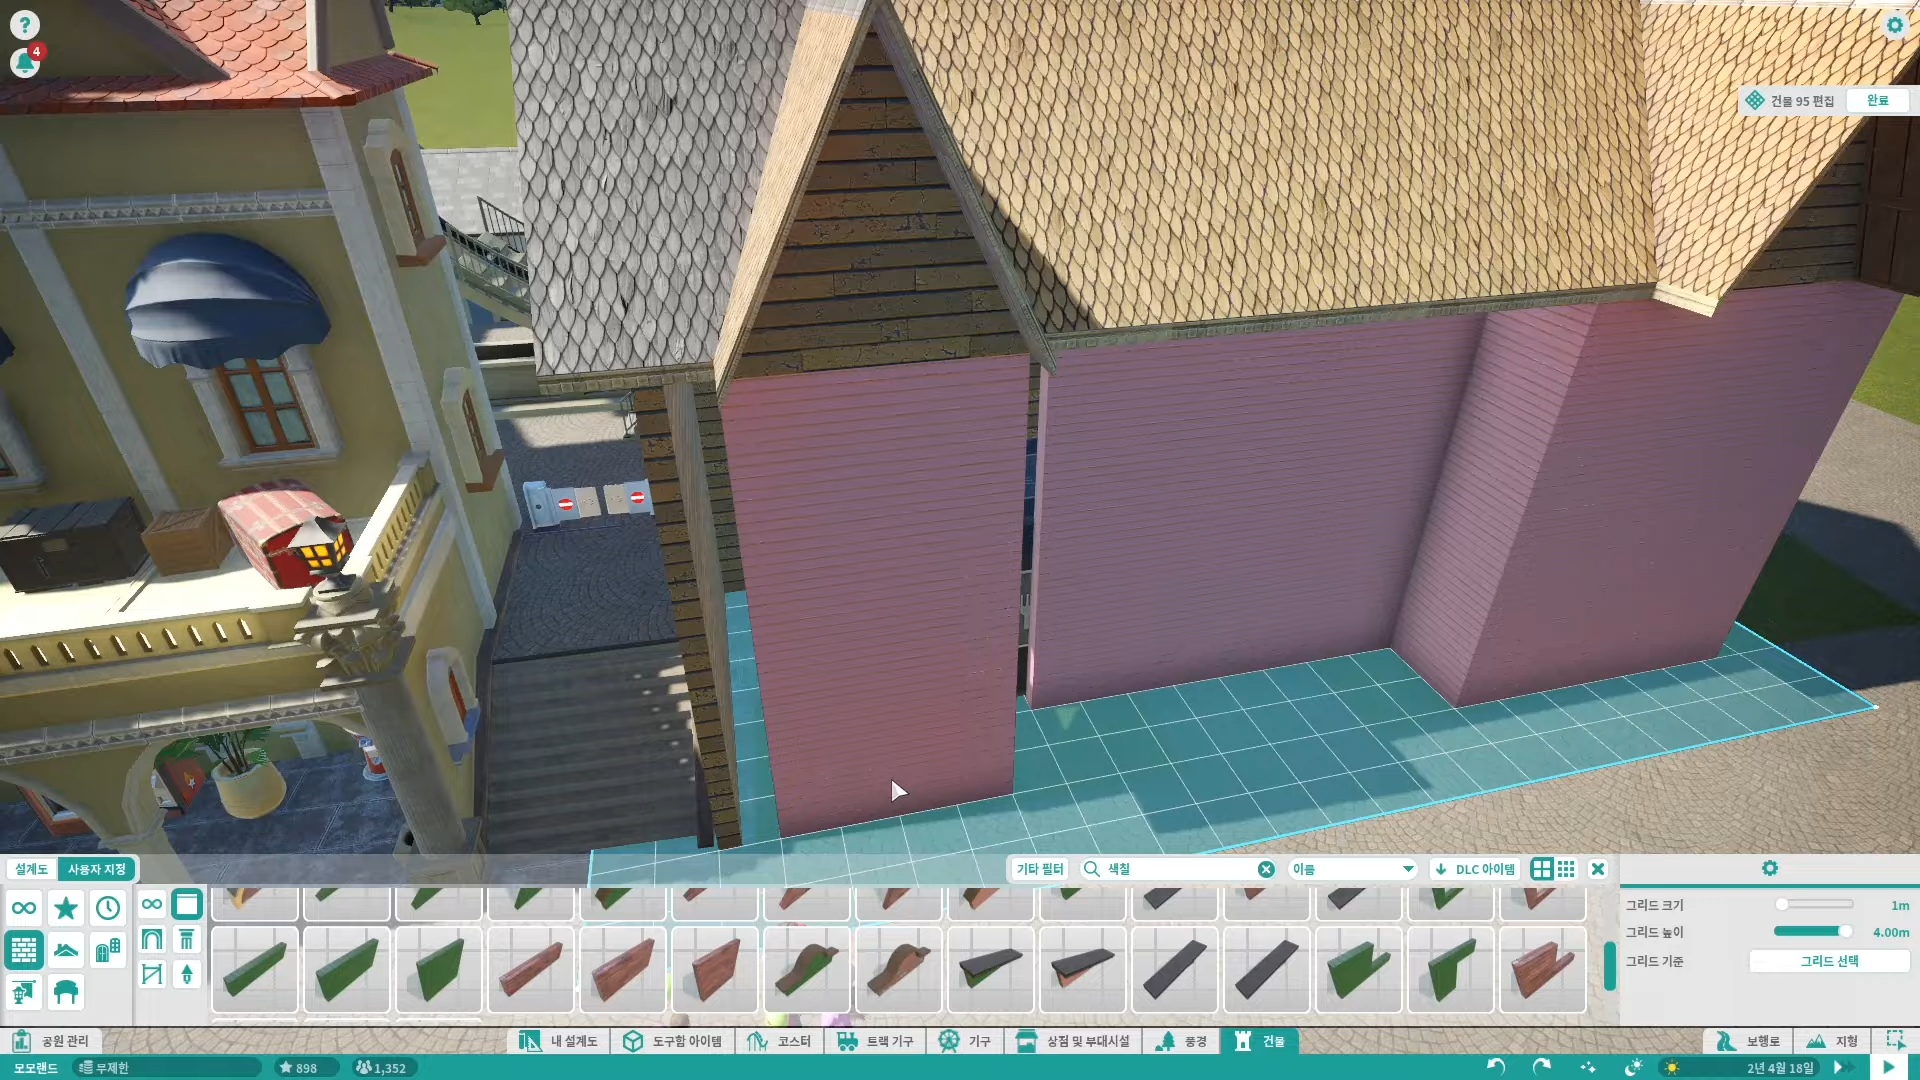 ?
4
건물 95 편집
완료
설계도
사용자 지정
기타 필터
색칠
이름
DLC 아이템
그리드 크기
1m
그리드 높이
4.00m
그리드 기준
그리드 선택
공원 관리
내 설계도
도구함 아이템
코스터
트랙 기구
기구
상점 및 부대시설
풍경
건물
보행로
지형
모모랜드
무제한
898
1,352
2년 4월 18일